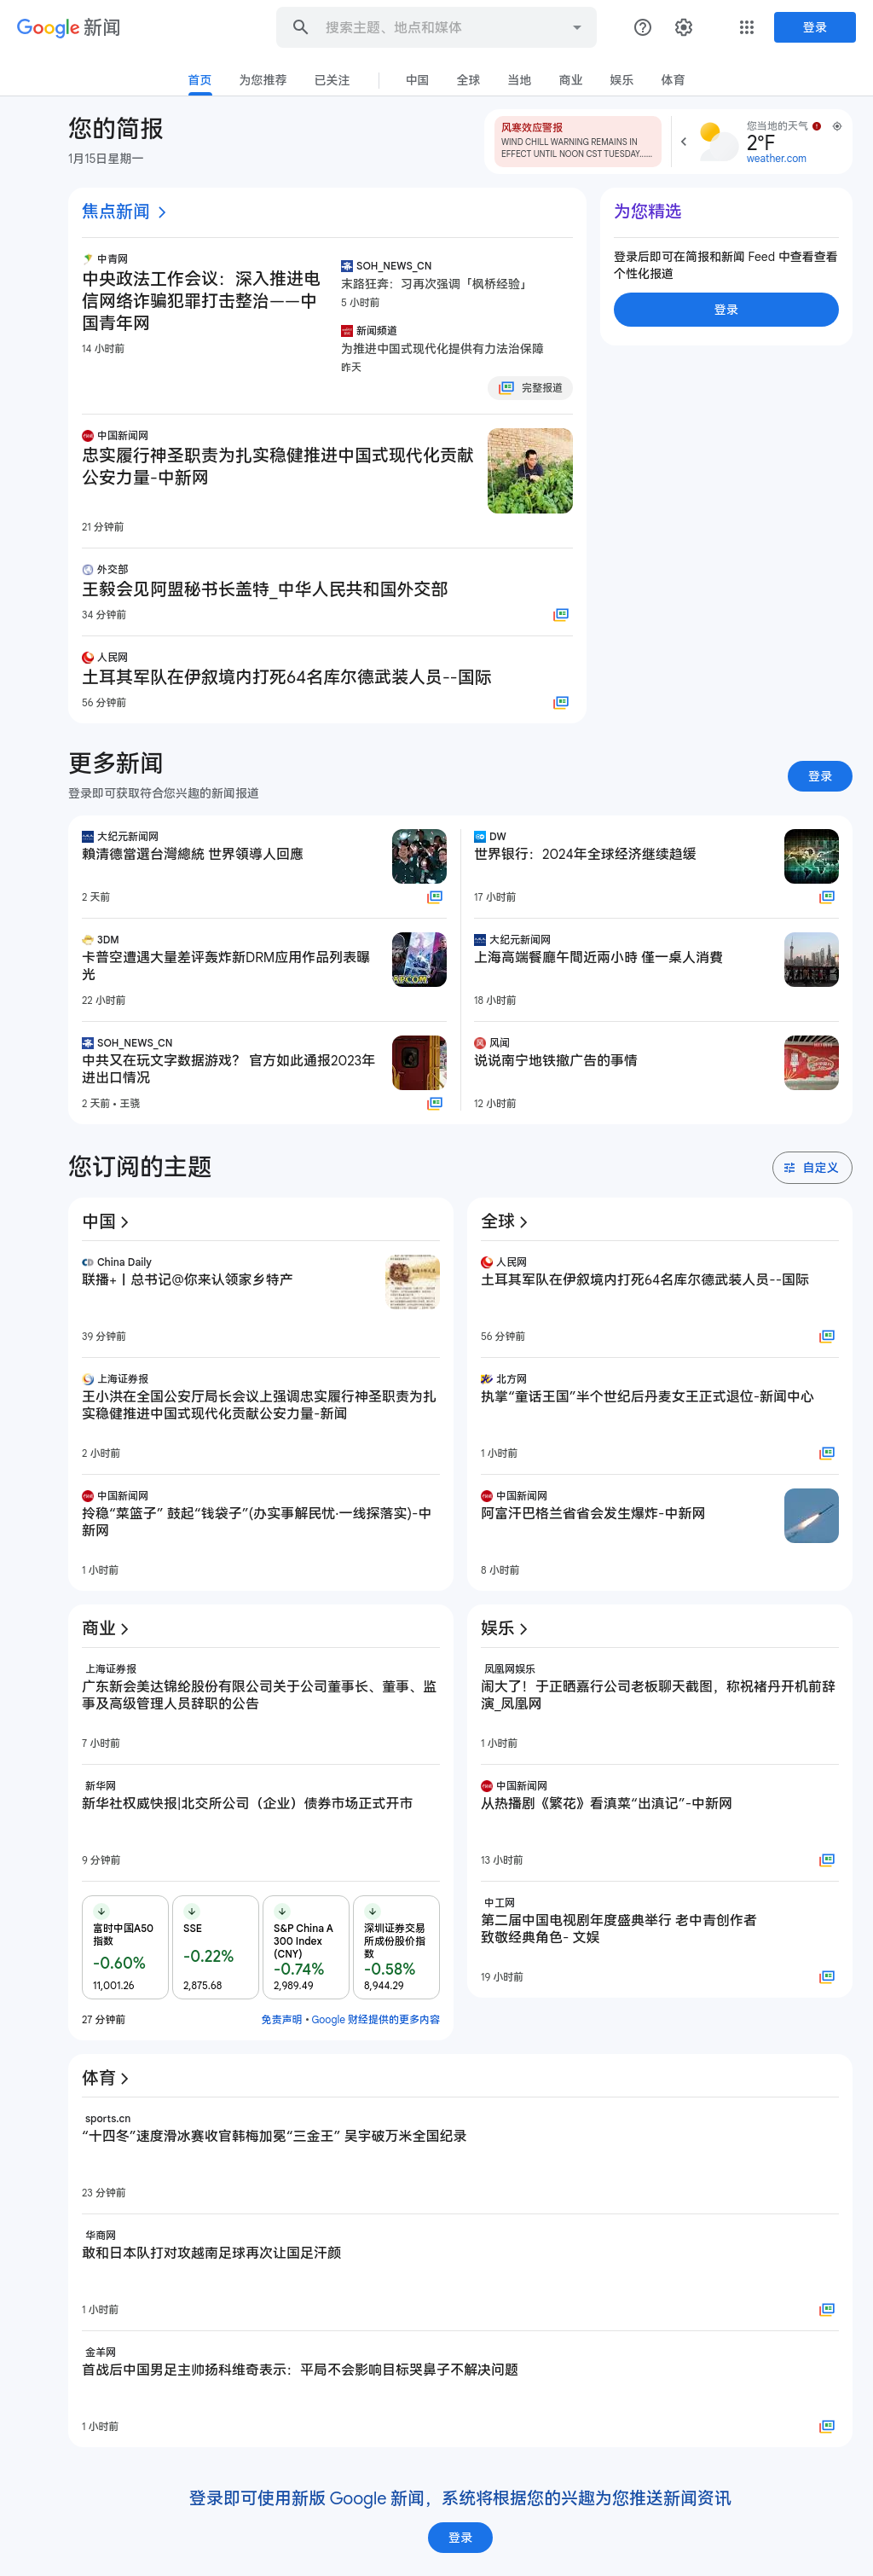 Google 新闻
搜索主题、地点和媒体
登录
首页 为您推荐 已关注 中国 全球 当地 商业 娱乐 体育
您的简报
1月15日星期一
风寒效应警报
WIND CHILL WARNING REMAINS IN
EFFECT UNTIL NOON CST TUESDAY......
您当地的天气
2°F
weather.com
焦点新闻
中青网
中央政法工作会议：深入推进电
信网络诈骗犯罪打击整治——中
国青年网
14 小时前
SOH_NEWS_CN
末路狂奔：习再次强调「枫桥经验」
5 小时前
新闻频道
为推进中国式现代化提供有力法治保障
昨天
完整报道
中国新闻网
忠实履行神圣职责为扎实稳健推进中国式现代化贡献
公安力量-中新网
21 分钟前
外交部
王毅会见阿盟秘书长盖特_中华人民共和国外交部
34 分钟前
人民网
土耳其军队在伊叙境内打死64名库尔德武装人员--国际
56 分钟前
为您精选
登录后即可在简报和新闻 Feed 中查看查看
个性化报道
登录
更多新闻
登录即可获取符合您兴趣的新闻报道
登录
大纪元新闻网
賴清德當選台灣總統 世界領導人回應
2 天前
3DM
卡普空遭遇大量差评轰炸新DRM应用作品列表曝
光
22 小时前
SOH_NEWS_CN
中共又在玩文字数据游戏？ 官方如此通报2023年
进出口情况
2 天前 • 王骁
DW
世界银行：2024年全球经济继续趋缓
17 小时前
大纪元新闻网
上海高端餐廳午間近兩小時 僅一桌人消費
18 小时前
风闻
说说南宁地铁撤广告的事情
12 小时前
您订阅的主题
自定义
中国
China Daily
联播+丨总书记@你来认领家乡特产
39 分钟前
上海证券报
王小洪在全国公安厅局长会议上强调忠实履行神圣职责为扎
实稳健推进中国式现代化贡献公安力量-新闻
2 小时前
中国新闻网
拎稳“菜篮子” 鼓起“钱袋子”(办实事解民忧·一线探落实)-中
新网
1 小时前
全球
人民网
土耳其军队在伊叙境内打死64名库尔德武装人员--国际
56 分钟前
北方网
执掌“童话王国”半个世纪后丹麦女王正式退位-新闻中心
1 小时前
中国新闻网
阿富汗巴格兰省省会发生爆炸-中新网
8 小时前
商业
上海证券报
广东新会美达锦纶股份有限公司关于公司董事长、董事、监
事及高级管理人员辞职的公告
7 小时前
新华网
新华社权威快报|北交所公司（企业）债券市场正式开市
9 分钟前
富时中国A50
指数
-0.60%
11,001.26
SSE
-0.22%
2,875.68
S&P China A
300 Index
(CNY)
-0.74%
2,989.49
深圳证券交易
所成份股价指
数
-0.58%
8,944.29
27 分钟前
免责声明 • Google 财经提供的更多内容
娱乐
凤凰网娱乐
闹大了！于正晒嘉行公司老板聊天截图，称祝褚丹开机前辞
演_凤凰网
1 小时前
中国新闻网
从热播剧《繁花》看滇菜“出滇记”-中新网
13 小时前
中工网
第二届中国电视剧年度盛典举行 老中青创作者
致敬经典角色- 文娱
19 小时前
体育
sports.cn
“十四冬”速度滑冰赛收官韩梅加冕“三金王” 吴宇破万米全国纪录
23 分钟前
华商网
敢和日本队打对攻越南足球再次让国足汗颜
1 小时前
金羊网
首战后中国男足主帅扬科维奇表示：平局不会影响目标哭鼻子不解决问题
1 小时前
登录即可使用新版 Google 新闻，系统将根据您的兴趣为您推送新闻资讯
登录